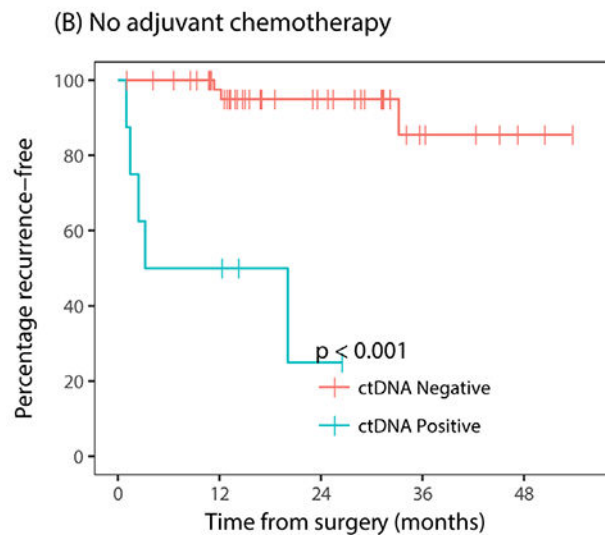 (B) No adjuvant chemotherapy
Percentage recurrence–free
100
80
60
40
20
0
p < 0.001
ctDNA Negative
ctDNA Positive
0 12 24 36 48
Time from surgery (months)